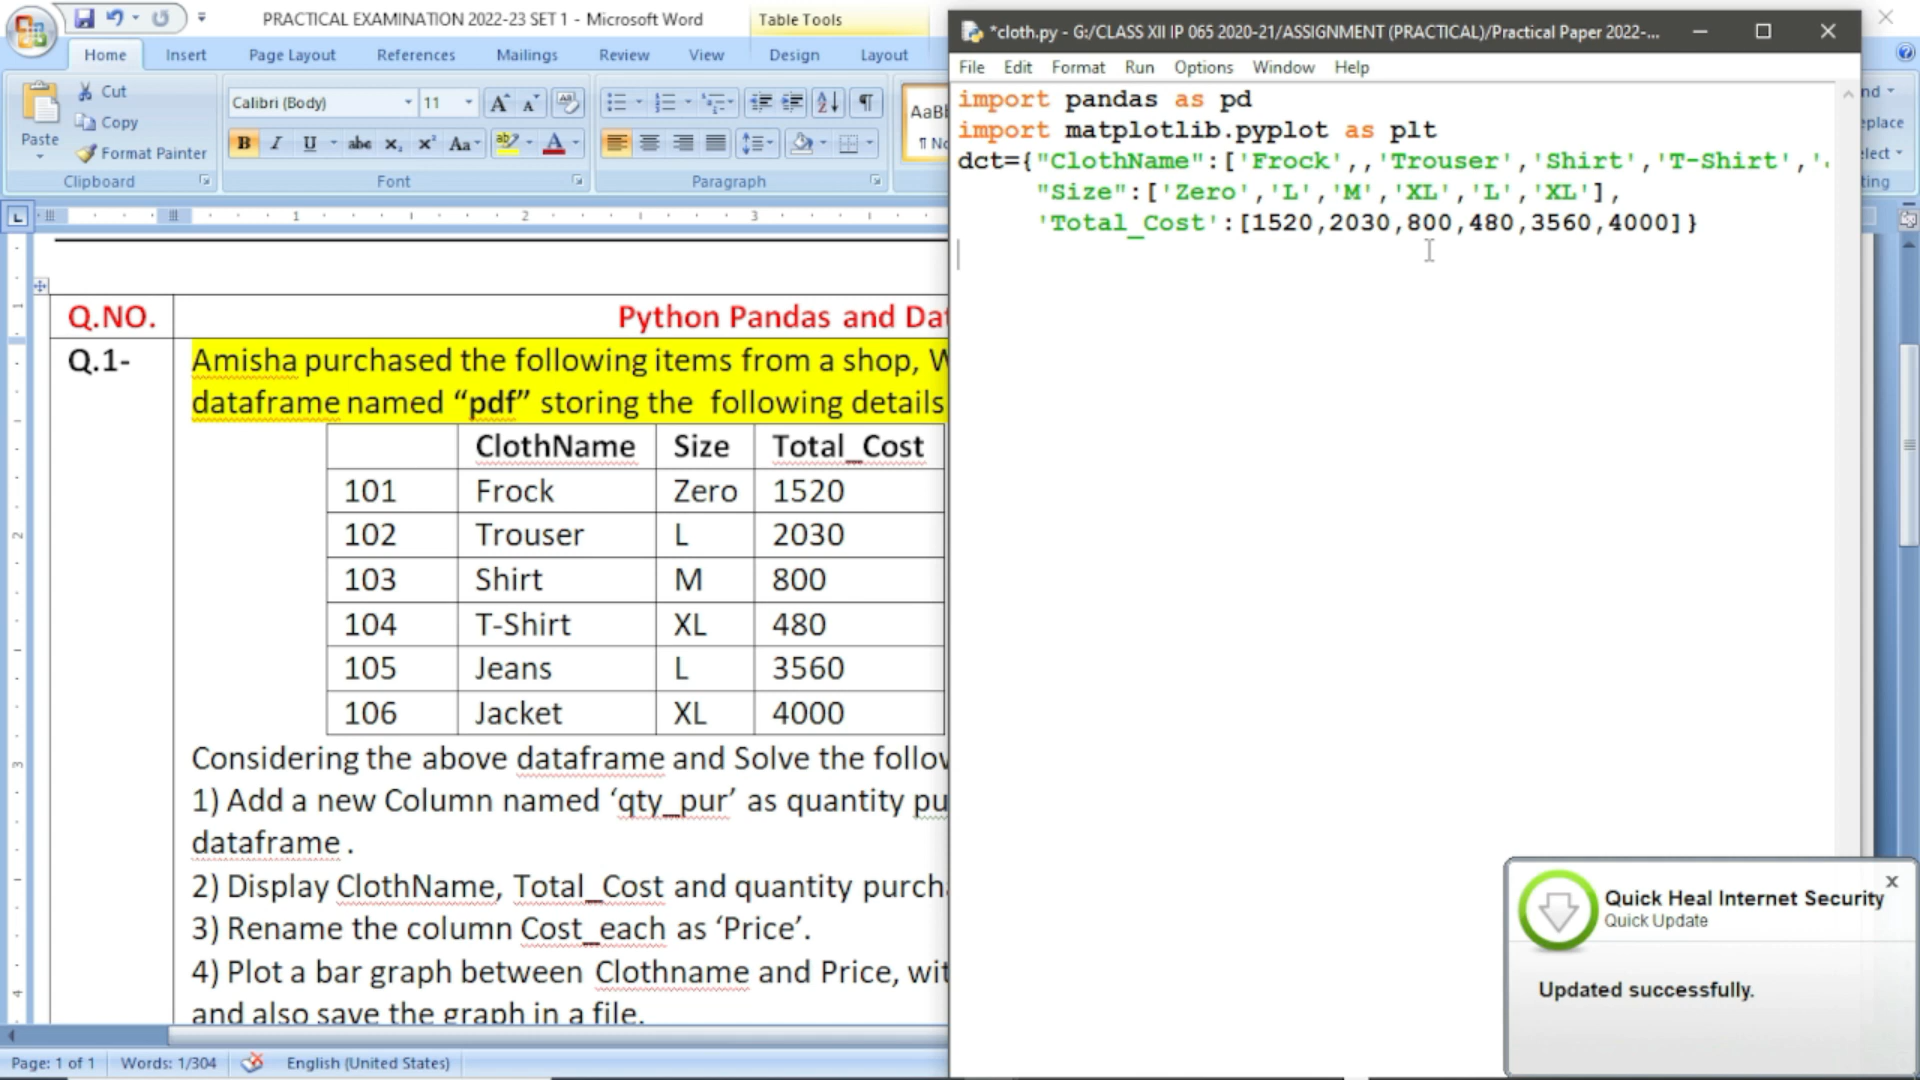 PRACTICAL EXAMINATION 2022-23 SET 1 - Microsoft Word
Table Tools
Home Insert Page Layout References Mailings Review View Design Layout
Paste
Cut
Copy
Format Painter
Clipboard
Calibri (Body) 11
Font
Paragraph
*cloth.py - G:/CLASS XII IP 065 2020-21/ASSIGNMENT (PRACTICAL)/Practical Paper 2022-...
File Edit Format Run Options Window Help
import pandas as pd
import matplotlib.pyplot as plt
dct={"ClothName":['Frock',,'Trouser','Shirt','T-Shirt','
"Size":['Zero','L','M','XL','L','XL'],
'Total_Cost':[1520,2030,800,480,3560,4000]}
Q.NO. Python Pandas and Dat
Q.1- Amisha purchased the following items from a shop, W
dataframe named “pdf” storing the following details
ClothName Size Total_Cost
101 Frock Zero 1520
102 Trouser L 2030
103 Shirt M 800
104 T-Shirt XL 480
105 Jeans L 3560
106 Jacket XL 4000
Considering the above dataframe and Solve the follow
1) Add a new Column named ‘qty_pur’ as quantity pu
dataframe .
2) Display ClothName, Total_Cost and quantity purcha
3) Rename the column Cost_each as ‘Price’.
4) Plot a bar graph between Clothname and Price, wit
and also save the graph in a file.
Quick Heal Internet Security
Quick Update
Updated successfully.
Page: 1 of 1 Words: 1/304 English (United States)